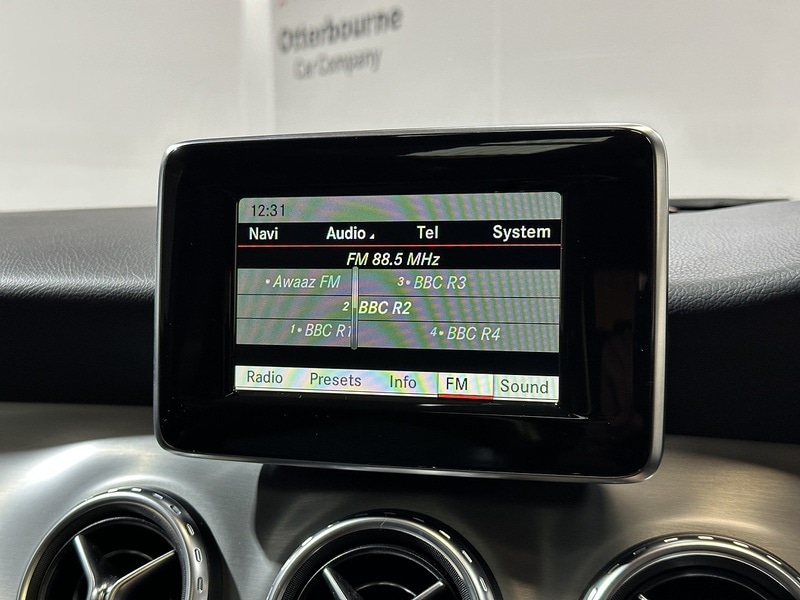 Otterbourne
Car Company
12:31
Navi Audio Tel System
FM 88.5 MHz
• Awaaz FM 3• BBC R3
2 BBC R2
1• BBC R1 4• BBC R4
Radio Presets Info FM Sound